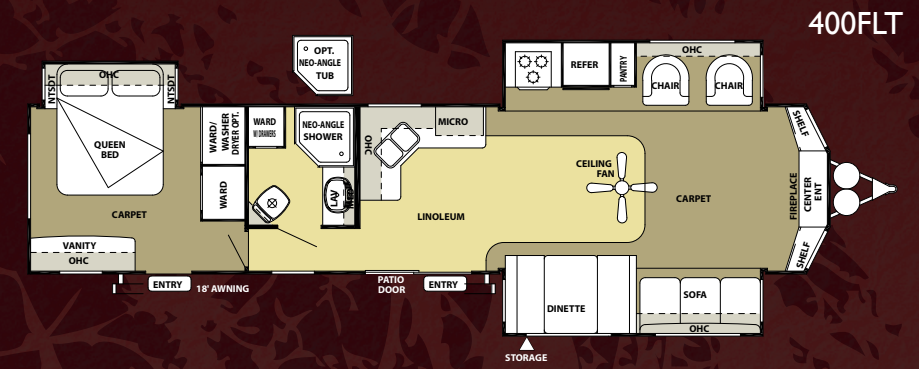 400FLT
OPT.
NEO-ANGLE
TUB
OHC
NTSDT
NTSDT
QUEEN
BED
CARPET
VANITY
OHC
WARD/
WASHER
DRYER OPT.
WARD
WARD
W/ DRAWERS
NEO-ANGLE
SHOWER
LAV
OHC
MICRO
LINOLEUM
REFER
PANTRY
OHC
CHAIR
CHAIR
CEILING
FAN
CARPET
SHELF
FIREPLACE
CENTER
ENT
SHELF
ENTRY
18' AWNING
PATIO
DOOR
ENTRY
DINETTE
SOFA
OHC
STORAGE